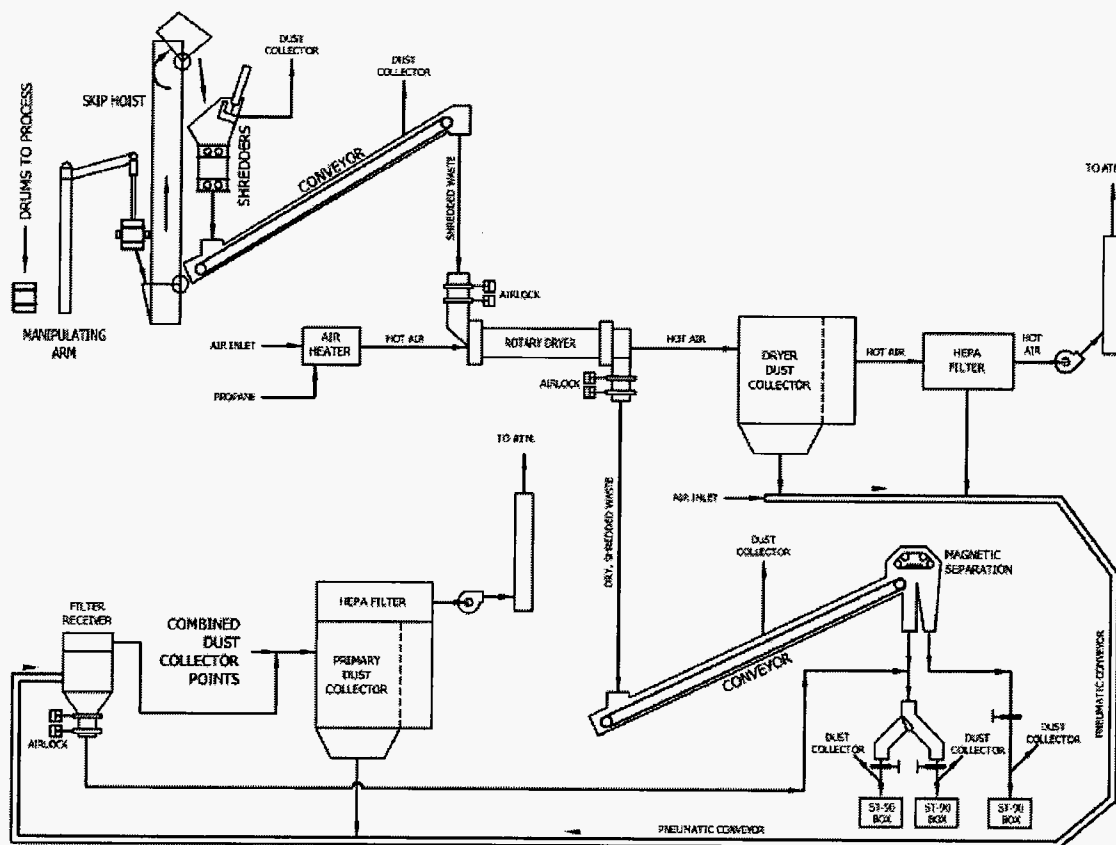 DUST
COLLECTOR
DUST
COLLECTOR
SKIP HOIST
DRUMS TO PROCESS
SHREDDERS
CONVEYOR
SHREDDED WASTE
TO ATM.
MANIPULATING
ARM
AIRLOCK
AIR INLET
AIR
HEATER
HOT AIR
ROTARY DRYER
HOT AIR
DRYER
DUST
COLLECTOR
HOT AIR
HEPA
FILTER
HOT
AIR
PROPANE
AIRLOCK
TO ATM.
DRY, SHREDDED WASTE
AIR INLET
DUST
COLLECTOR
MAGNETIC
SEPARATION
FILTER
RECEIVER
COMBINED
DUST
COLLECTOR
POINTS
HEPA FILTER
PRIMARY
DUST
COLLECTOR
CONVEYOR
PNEUMATIC CONVEYOR
AIRLOCK
DUST
COLLECTOR
DUST
COLLECTOR
DUST
COLLECTOR
ST-90
BOX
ST-90
BOX
ST-90
BOX
PNEUMATIC CONVEYOR